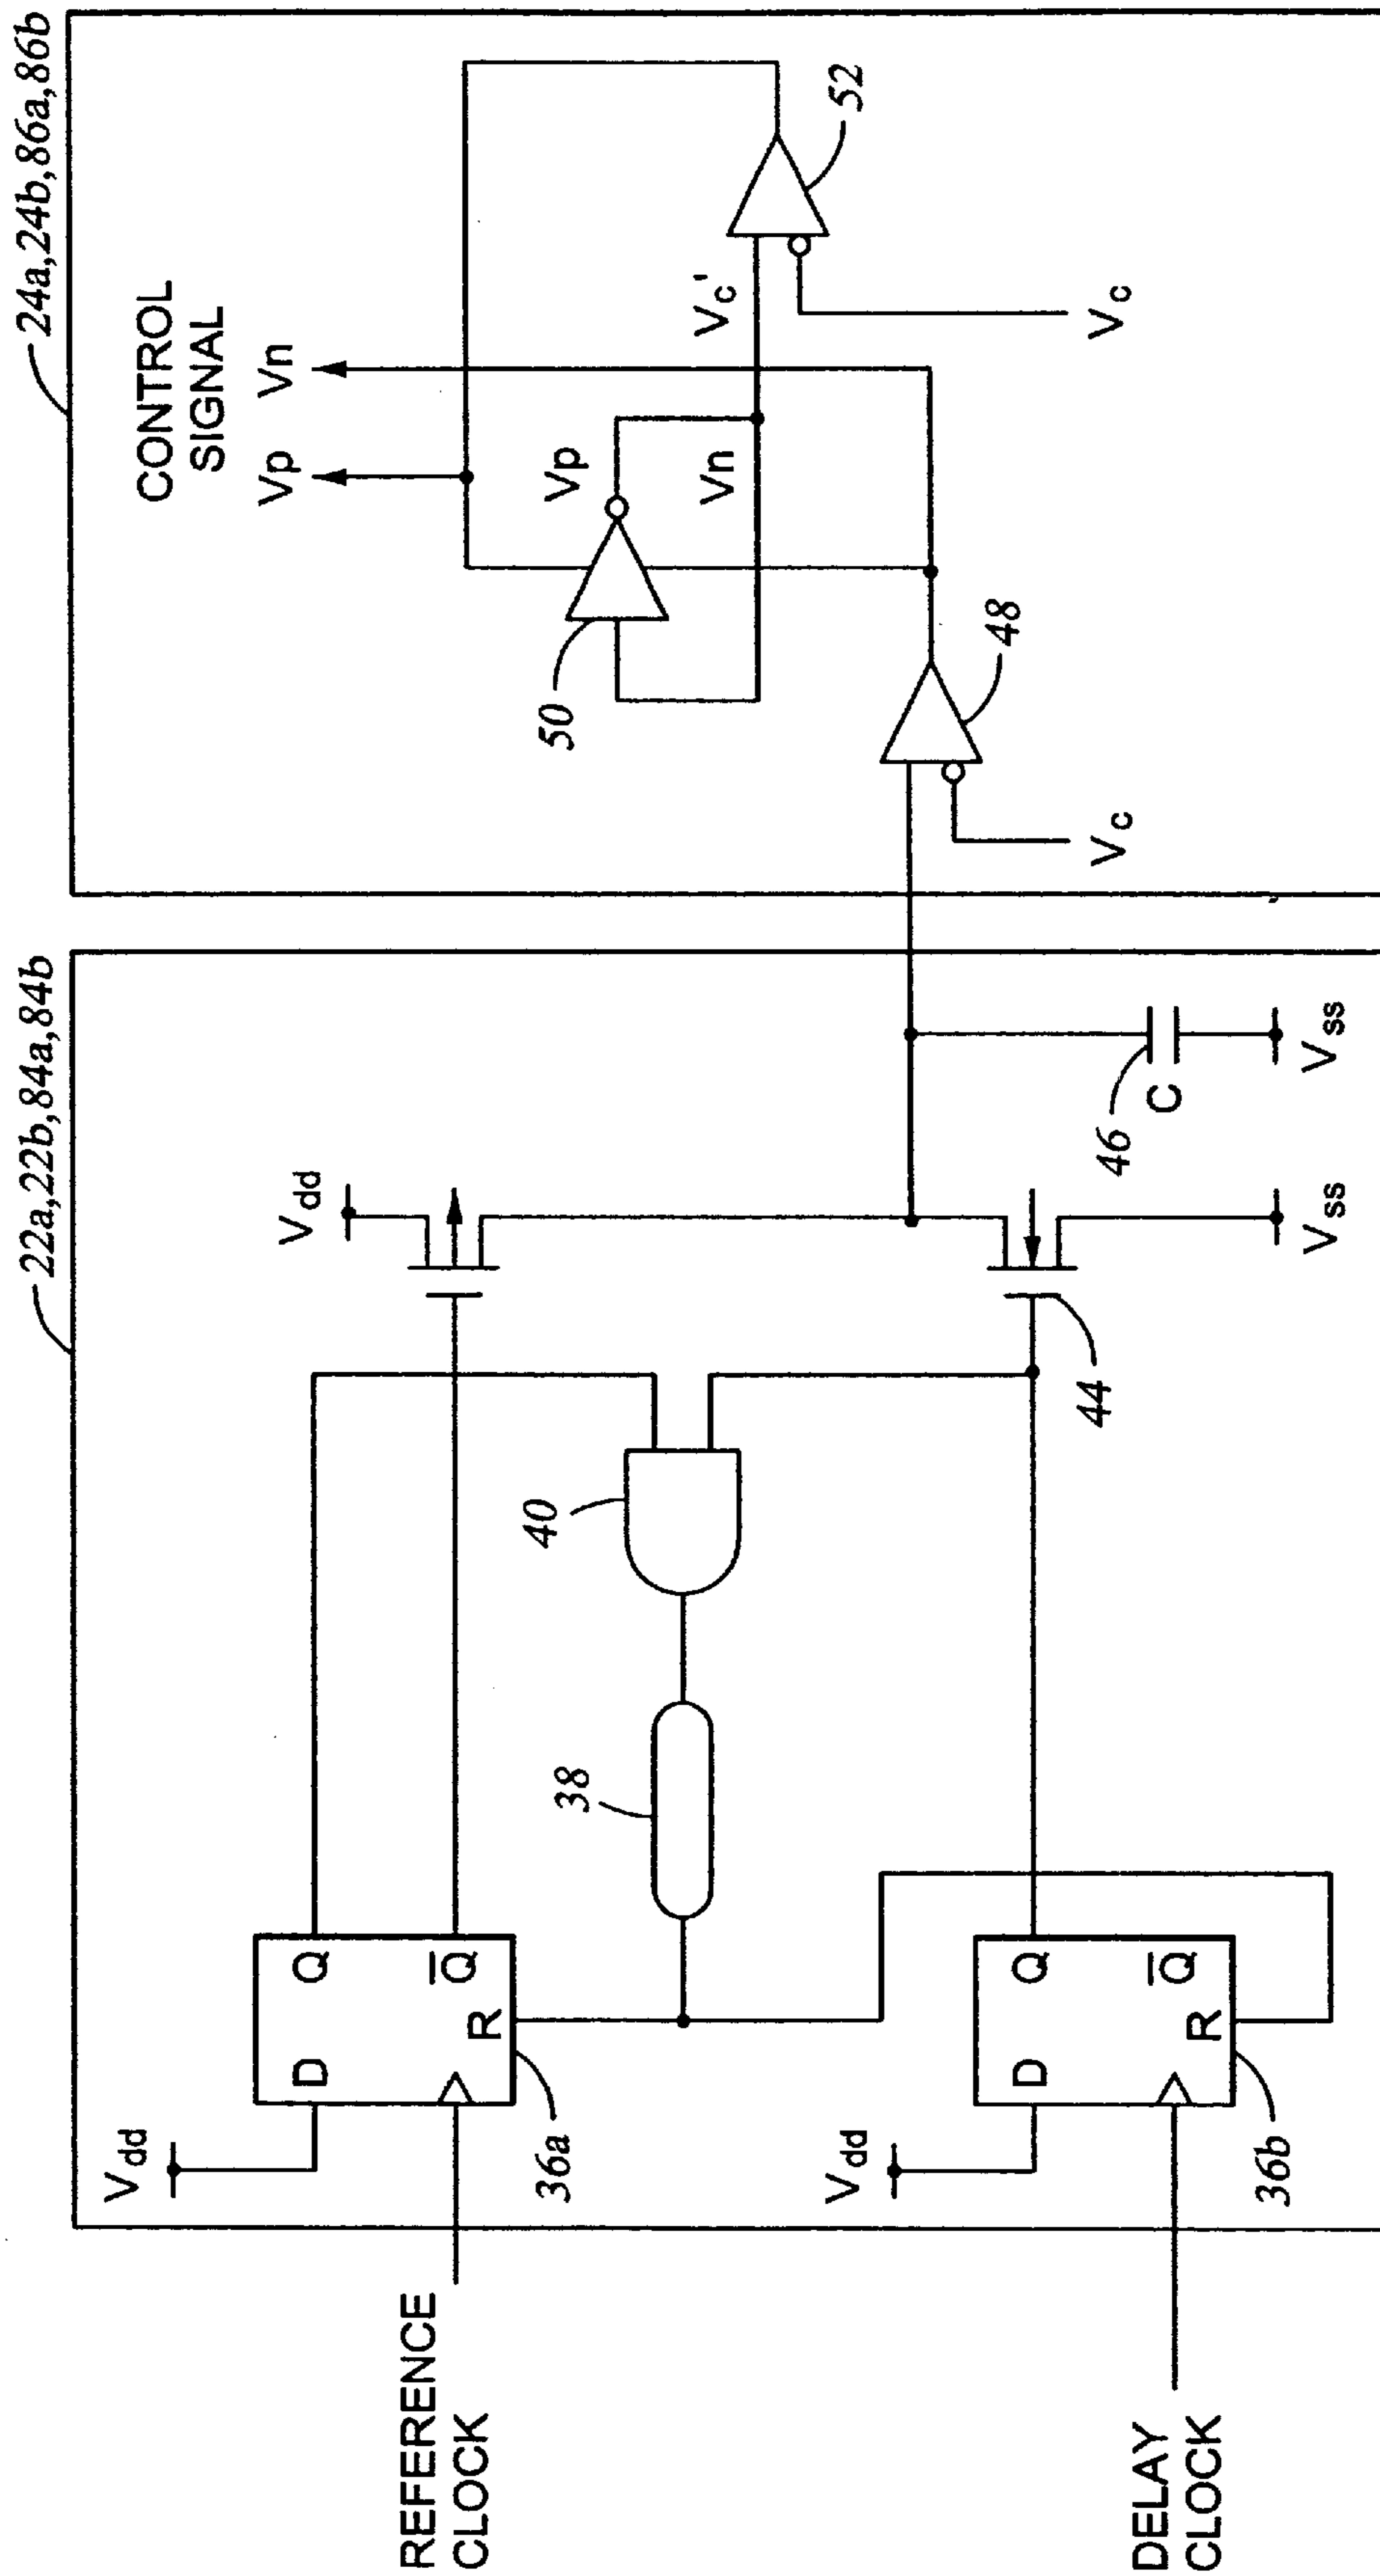 22a,22b,84a,84b
24a,24b,86a,86b
REFERENCE
CLOCK
Vdd
D
Q
Q̅
R
36a
38
40
Vdd
DELAY
CLOCK
Vdd
D
Q
Q̅
R
36b
44
Vss
46
C
Vss
CONTROL
SIGNAL
Vp
Vn
50
Vp
Vn
Vc'
52
Vc
48
Vc